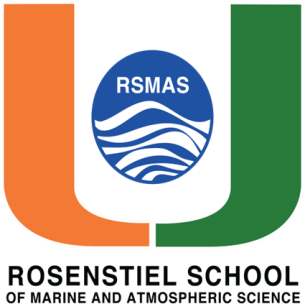 RSMAS
ROSENSTIEL SCHOOL
OF MARINE AND ATMOSPHERIC SCIENCE